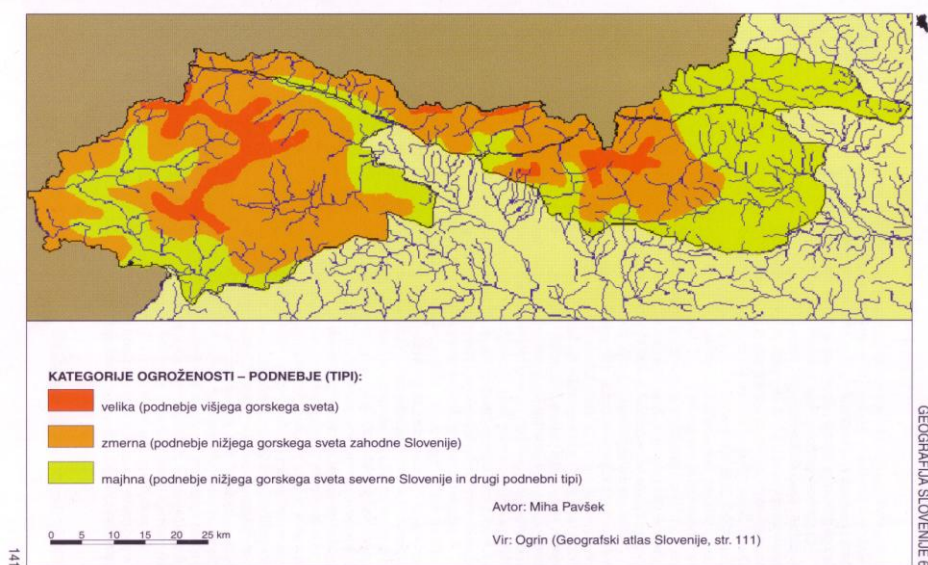 KATEGORIJE OGROŽENOSTI – PODNEBJE (TIPI):
velika (podnebje višjega gorskega sveta)
zmerna (podnebje nižjega gorskega sveta zahodne Slovenije)
majhna (podnebje nižjega gorskega sveta severne Slovenije in drugi podnebni tipi)
Avtor: Miha Pavšek
0 5 10 15 20 25 km
Vir: Ogrin (Geografski atlas Slovenije, str. 111)
GEOGRAFIJA SLOVENIJE
141